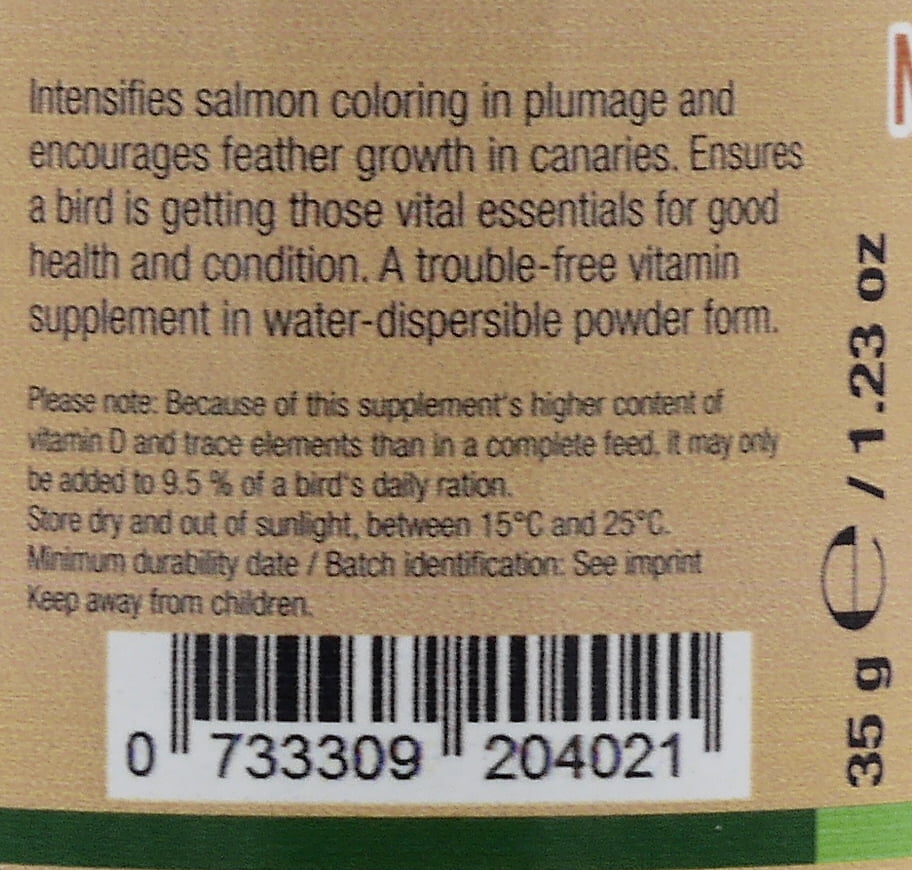 Intensifies salmon coloring in plumage and
encourages feather growth in canaries. Ensures
a bird is getting those vital essentials for good
health and condition. A trouble-free vitamin
supplement in water-dispersible powder form.
Please note: Because of this supplement's higher content of
vitamin D and trace elements than in a complete feed, it may only
be added to 9.5 % of a bird's daily ration.
Store dry and out of sunlight, between 15°C and 25°C.
Minimum durability date / Batch identification: See imprint
Keep away from children.
0 733309 204021
35 g ℮ / 1.23 oz